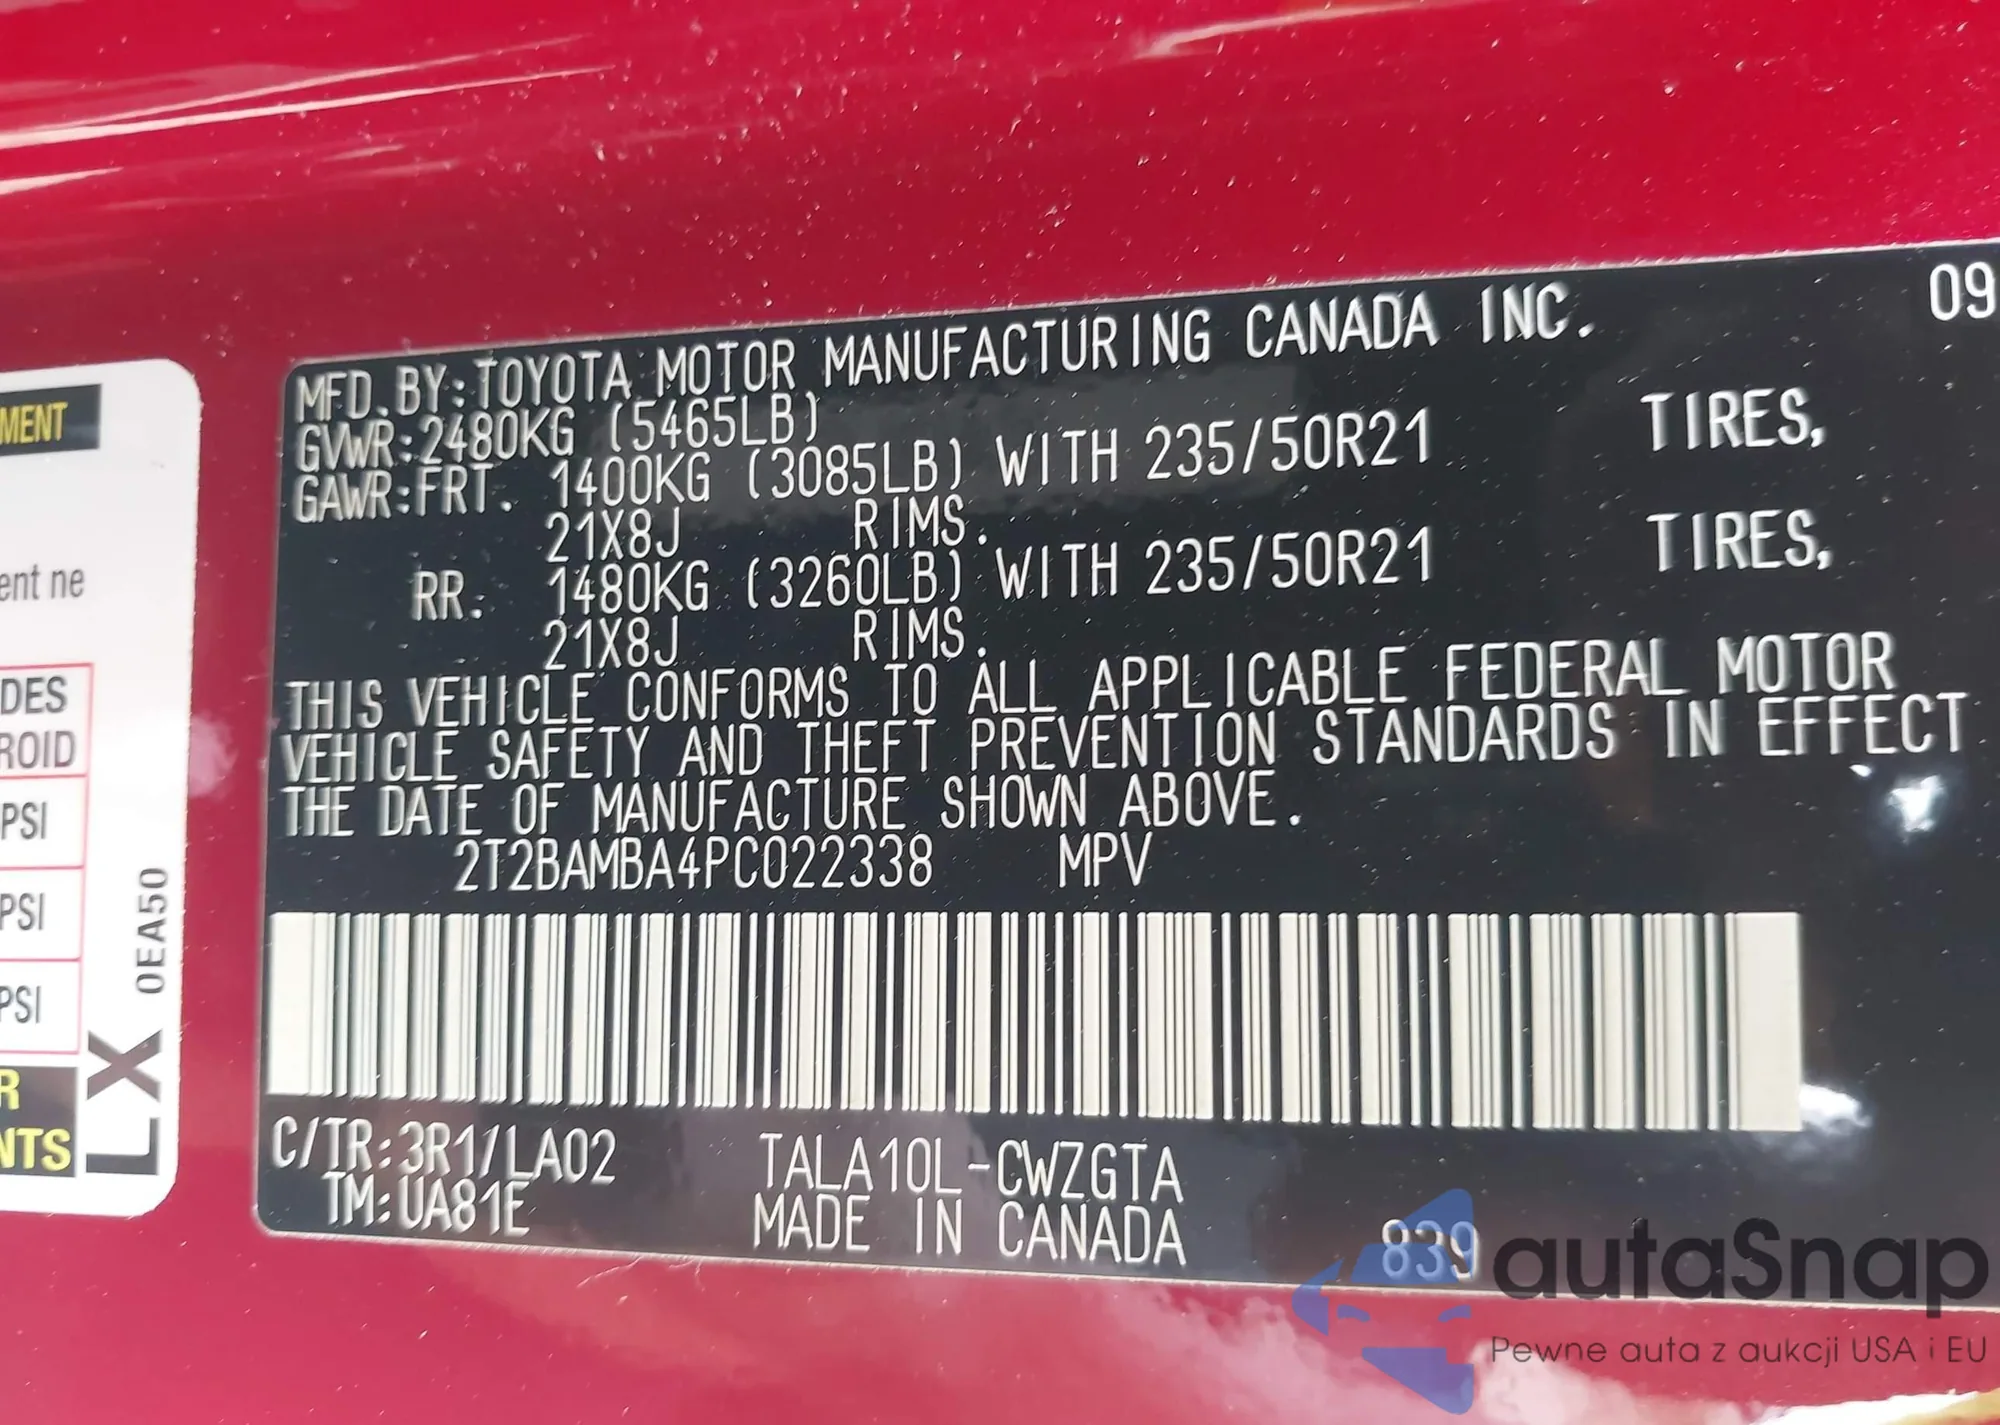 09
MFD. BY: TOYOTA MOTOR MANUFACTURING CANADA INC.
GVWR: 2480KG (5465LB)
GAWR: FRT. 1400KG (3085LB) WITH 235/50R21 TIRES,
21X8J RIMS.
RR. 1480KG (3260LB) WITH 235/50R21 TIRES,
21X8J RIMS.
THIS VEHICLE CONFORMS TO ALL APPLICABLE FEDERAL MOTOR
VEHICLE SAFETY AND THEFT PREVENTION STANDARDS IN EFFECT
THE DATE OF MANUFACTURE SHOWN ABOVE.
2T2BAMBA4PC022338 MPV
C/TR: 3R1/LA02 TALA10L-CWZGTA
TM: UA81E MADE IN CANADA 839
MENT
ent ne
DES
ROID
PSI
PSI
PSI
R
NTS
LX 0EA50
autaSnap
Pewne auta z aukcji USA i EU